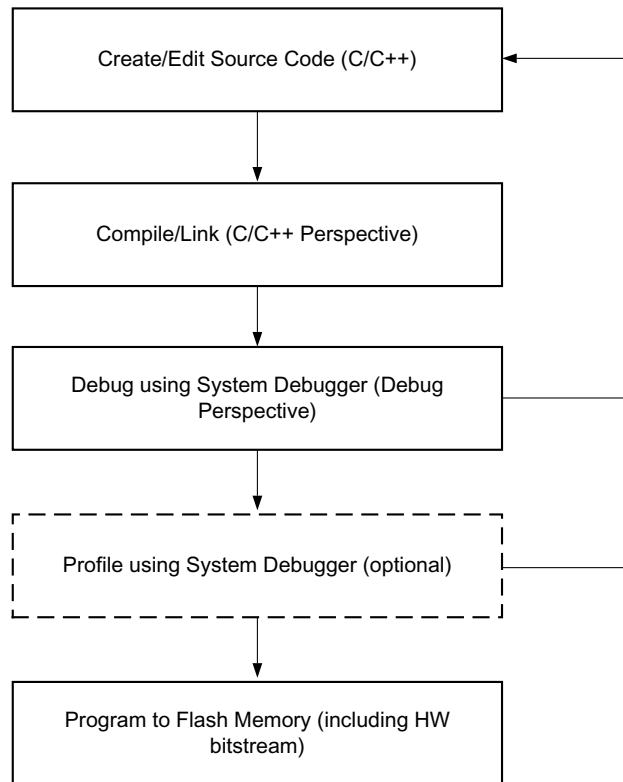 Create/Edit Source Code (C/C++)
Compile/Link (C/C++ Perspective)
Debug using System Debugger (Debug
Perspective)
Profile using System Debugger (optional)
Program to Flash Memory (including HW
bitstream)